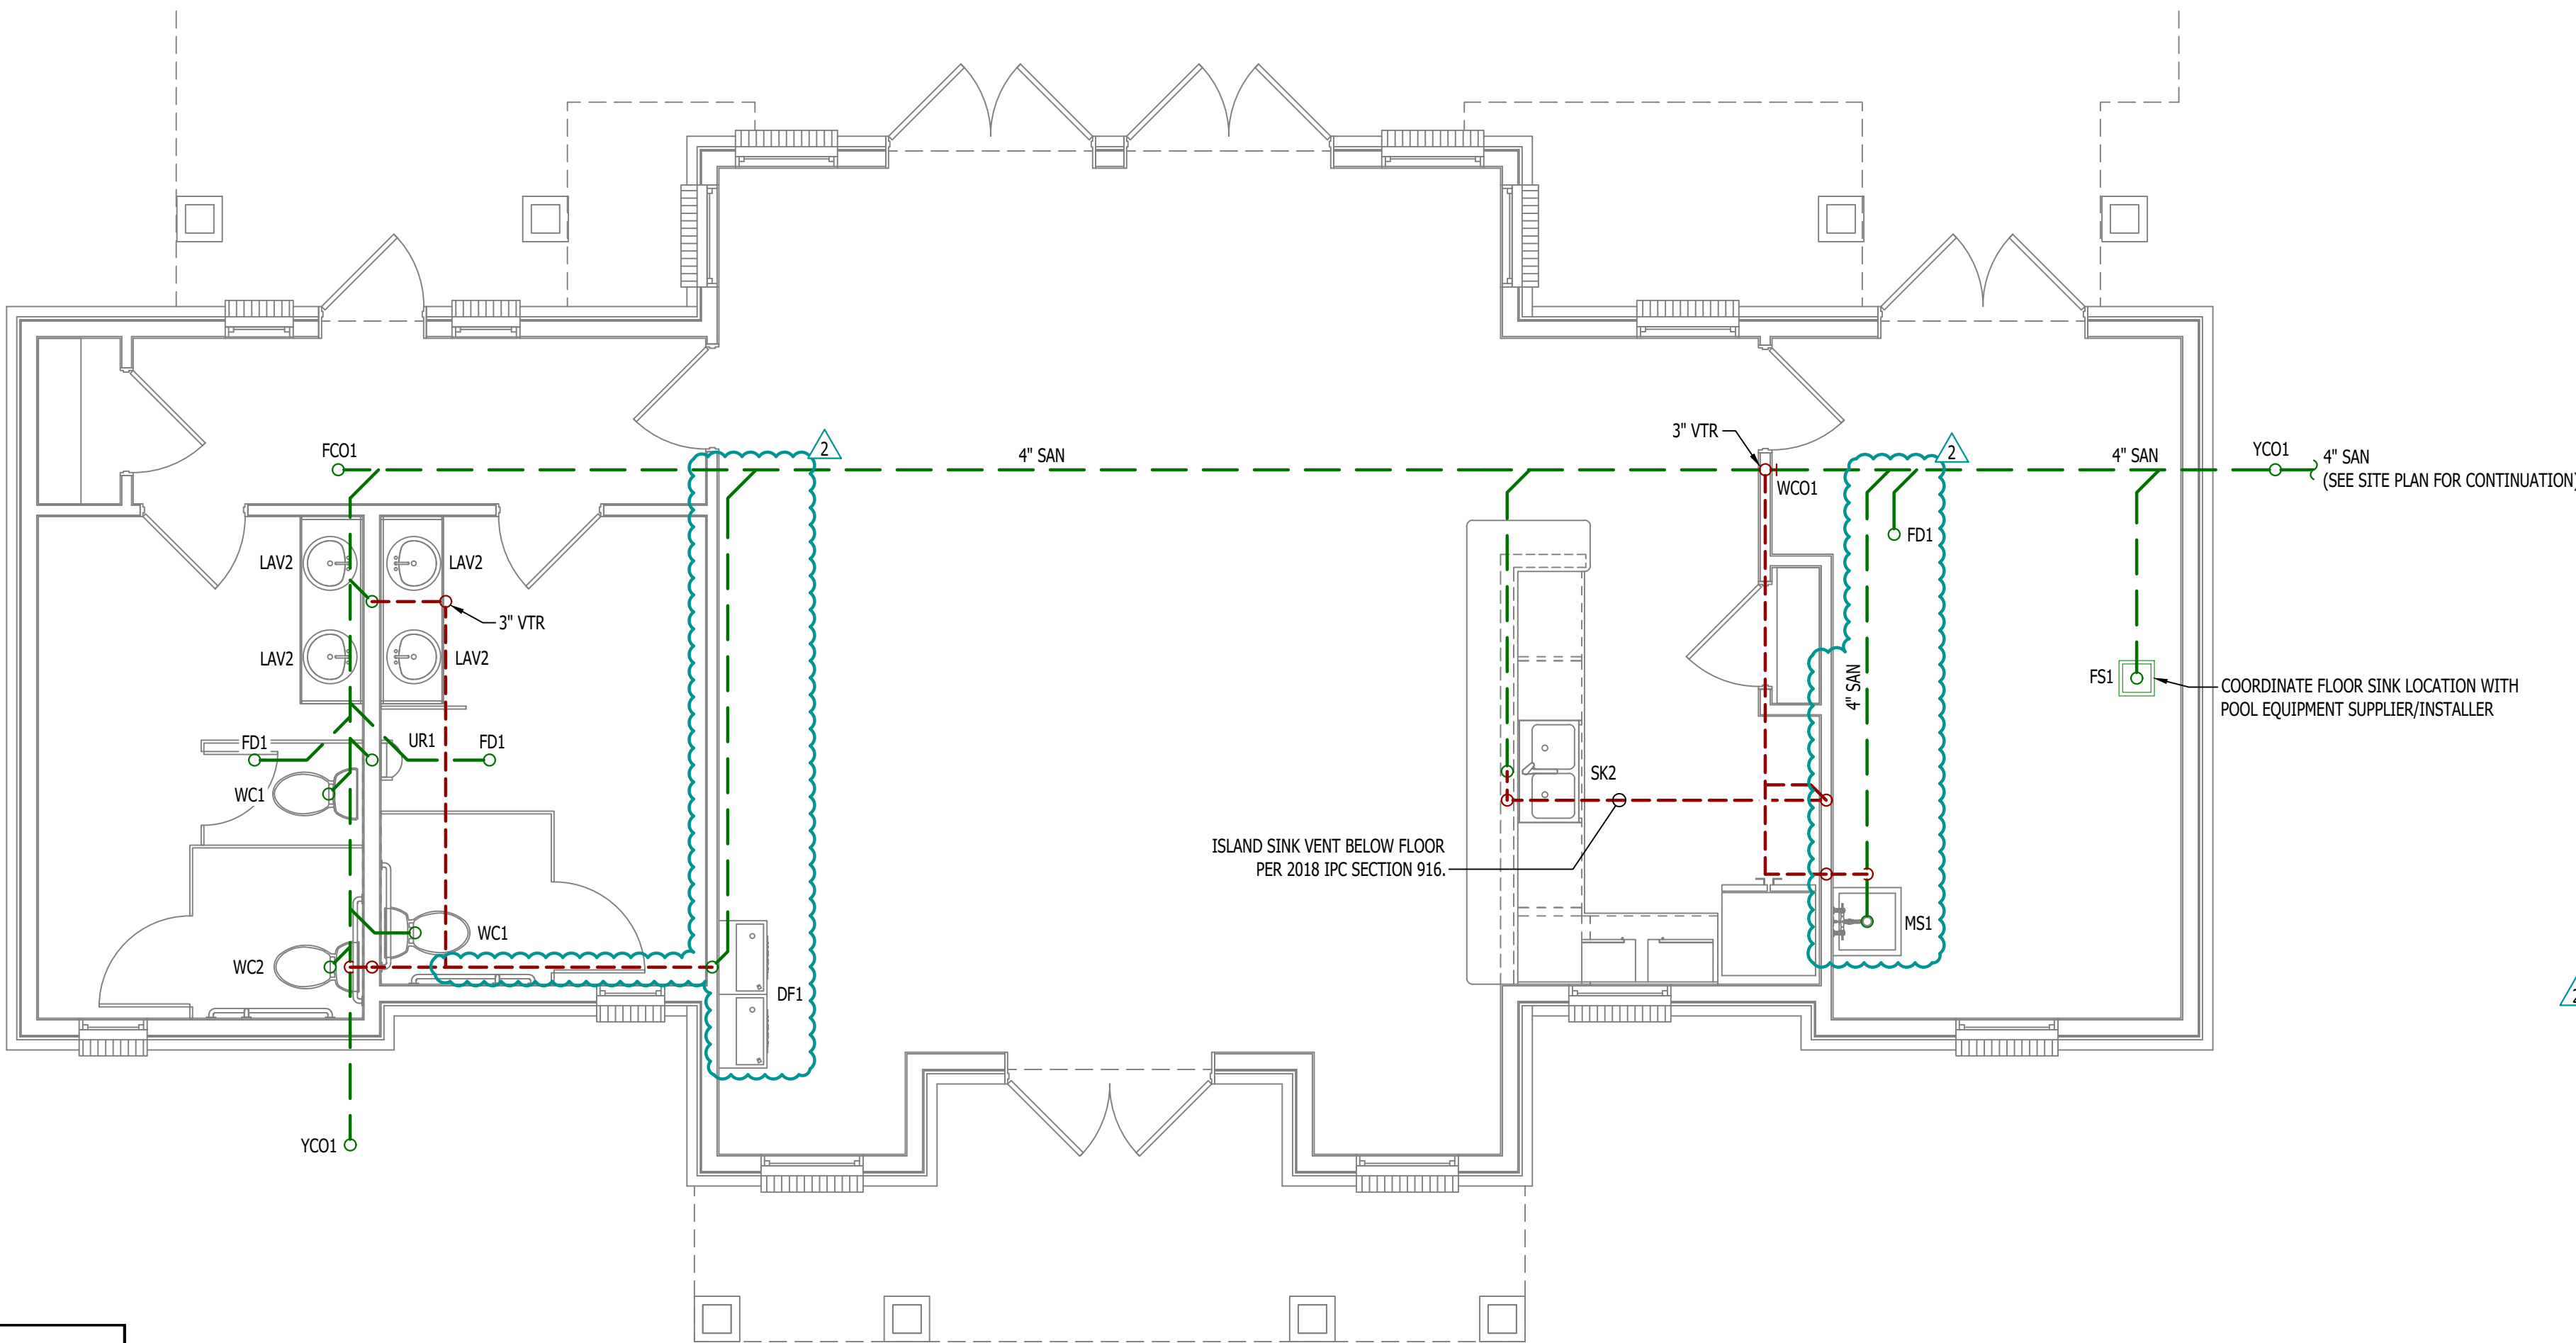 2
2
3" VTR
FCO1
4" SAN
4" SAN
YCO1
4" SAN
(SEE SITE PLAN FOR CONTINUATION)
WCO1
FD1
LAV2
LAV2
3" VTR
LAV2
LAV2
4" SAN
FS1
COORDINATE FLOOR SINK LOCATION WITH
POOL EQUIPMENT SUPPLIER/INSTALLER
FD1
UR1
FD1
SK2
WC1
ISLAND SINK VENT BELOW FLOOR
PER 2018 IPC SECTION 916.
MS1
WC1
WC2
DF1
YCO1